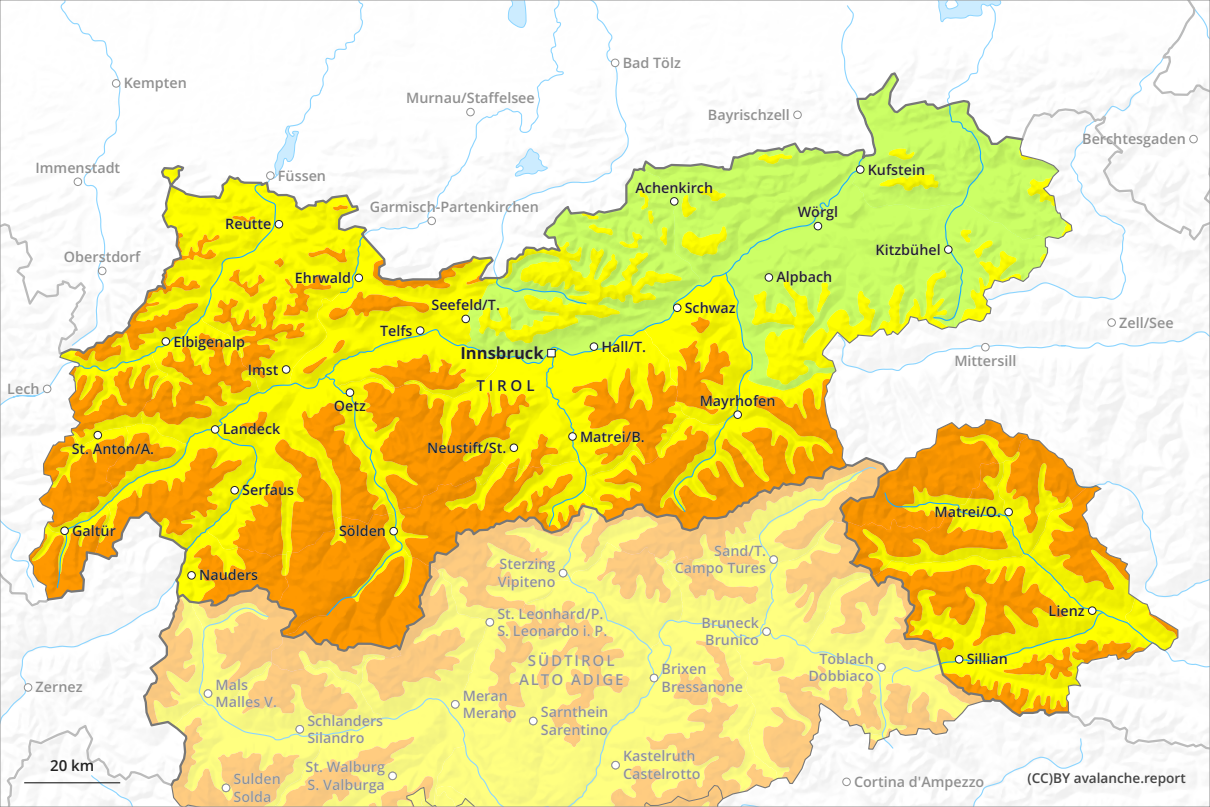 Bad Tölz
Kempten
Murnau/Staffelsee
Bayrischzell
Berchtesgaden
Immenstadt
Füssen
Kufstein
Achenkirch
Garmisch-Partenkirchen
Wörgl
Reutte
Kitzbühel
Oberstdorf
Ehrwald
Alpbach
Seefeld/T.
Schwaz
Zell/See
Telfs
Elbigenalp
Innsbruck
Hall/T.
Mittersill
Imst
TIROL
Lech
Oetz
Mayrhofen
Landeck
Matrei/B.
St. Anton/A.
Neustift/St.
Serfaus
Matrei/O.
Galtür
Sölden
Sterzing
Vipiteno
Sand/T.
Campo Tures
Nauders
St. Leonhard/P.
S. Leonardo i. P.
Lienz
Bruneck
Brunico
SÜDTIROL
ALTO ADIGE
Sillian
Toblach
Dobbiaco
Brixen
Bressanone
Zernez
Mals
Malles V.
Meran
Merano
Sarnthein
Sarentino
Schlanders
Silandro
Kastelruth
Castelrotto
St. Walburg
S. Valburga
20 km
Sulden
Solda
Cortina d'Ampezzo
(CC)BY avalanche.report